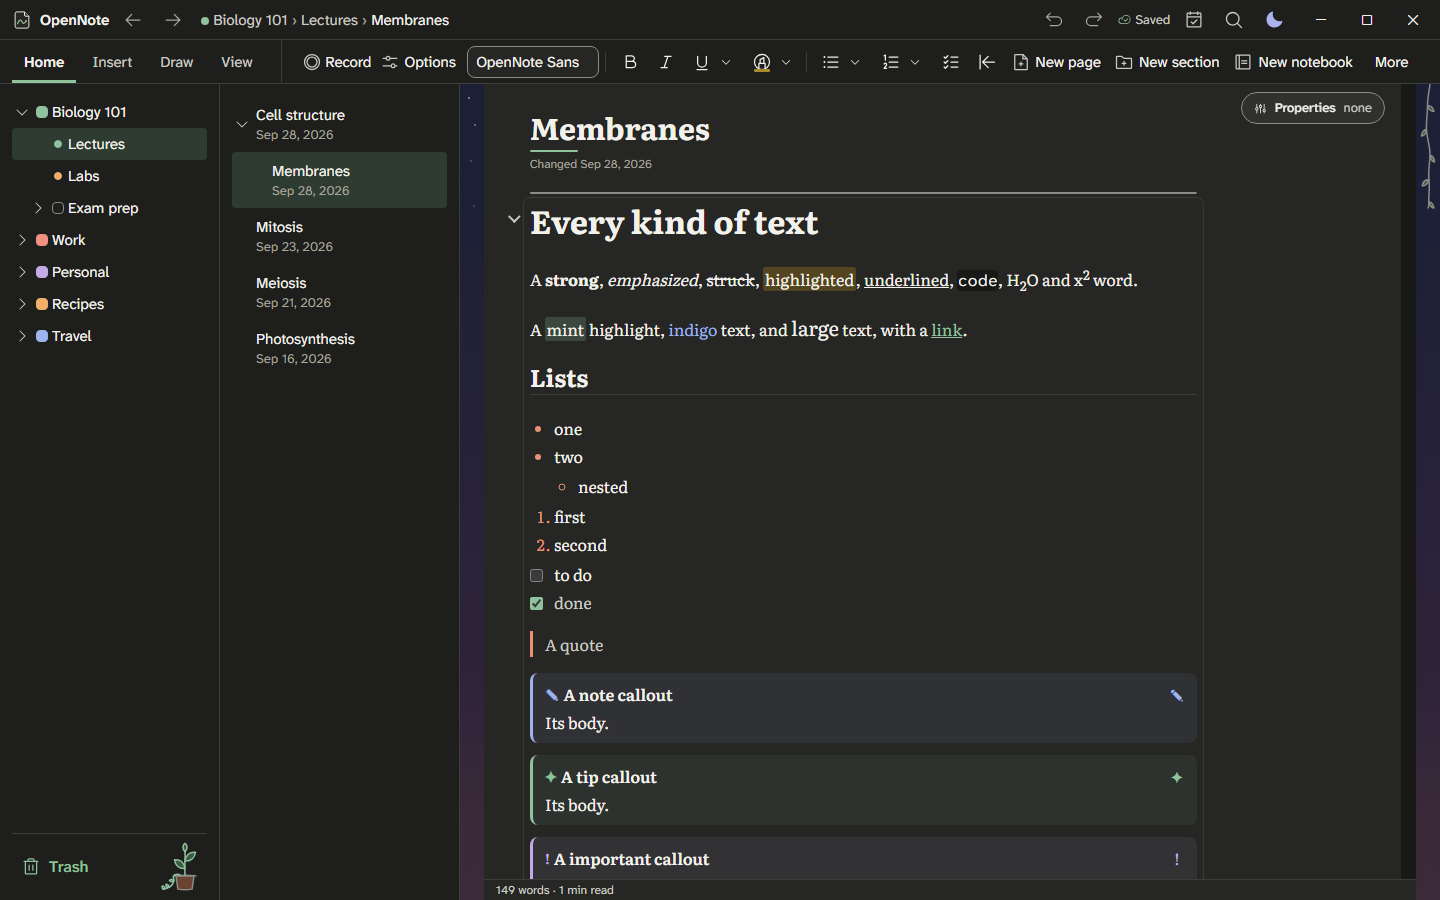 OpenNote
Biology 101 › Lectures › Membranes
Saved
Home Insert Draw View
Record Options OpenNote Sans B I U A New page New section New notebook More
Biology 101
Lectures
Labs
Exam prep
Work
Personal
Recipes
Travel
Trash
Cell structure
Sep 28, 2026
Membranes
Sep 28, 2026
Mitosis
Sep 23, 2026
Meiosis
Sep 21, 2026
Photosynthesis
Sep 16, 2026
Properties none
Membranes
Changed Sep 28, 2026
Every kind of text
A strong, emphasized, struck, highlighted, underlined, code, H₂O and x² word.
A mint highlight, indigo text, and large text, with a link.
Lists
• one
• two
◦ nested
1. first
2. second
to do
done
A quote
A note callout
Its body.
A tip callout
Its body.
! A important callout !
149 words · 1 min read